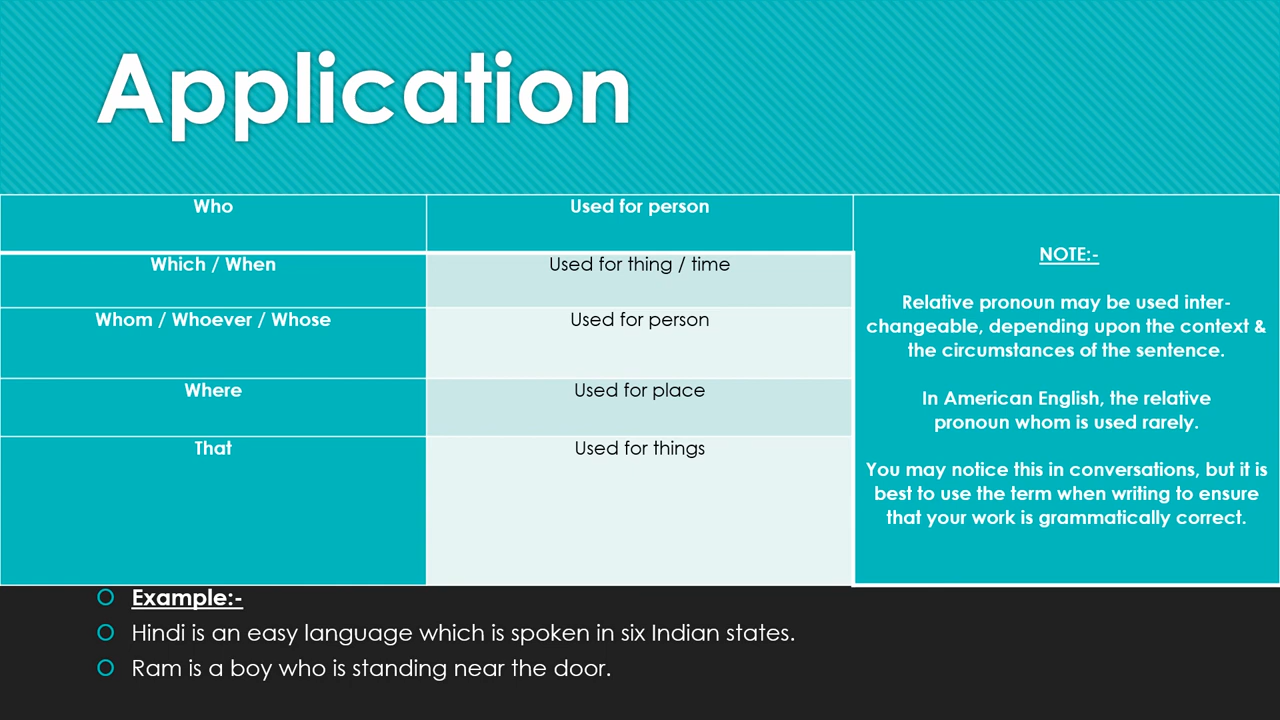 Application
Who
Used for person
Which / When
Used for thing / time
Whom / Whoever / Whose
Used for person
Where
Used for place
That
Used for things
NOTE:-
Relative pronoun may be used inter-
changeable, depending upon the context &
the circumstances of the sentence.
In American English, the relative
pronoun whom is used rarely.
You may notice this in conversations, but it is
best to use the term when writing to ensure
that your work is grammatically correct.
Example:-
Hindi is an easy language which is spoken in six Indian states.
Ram is a boy who is standing near the door.